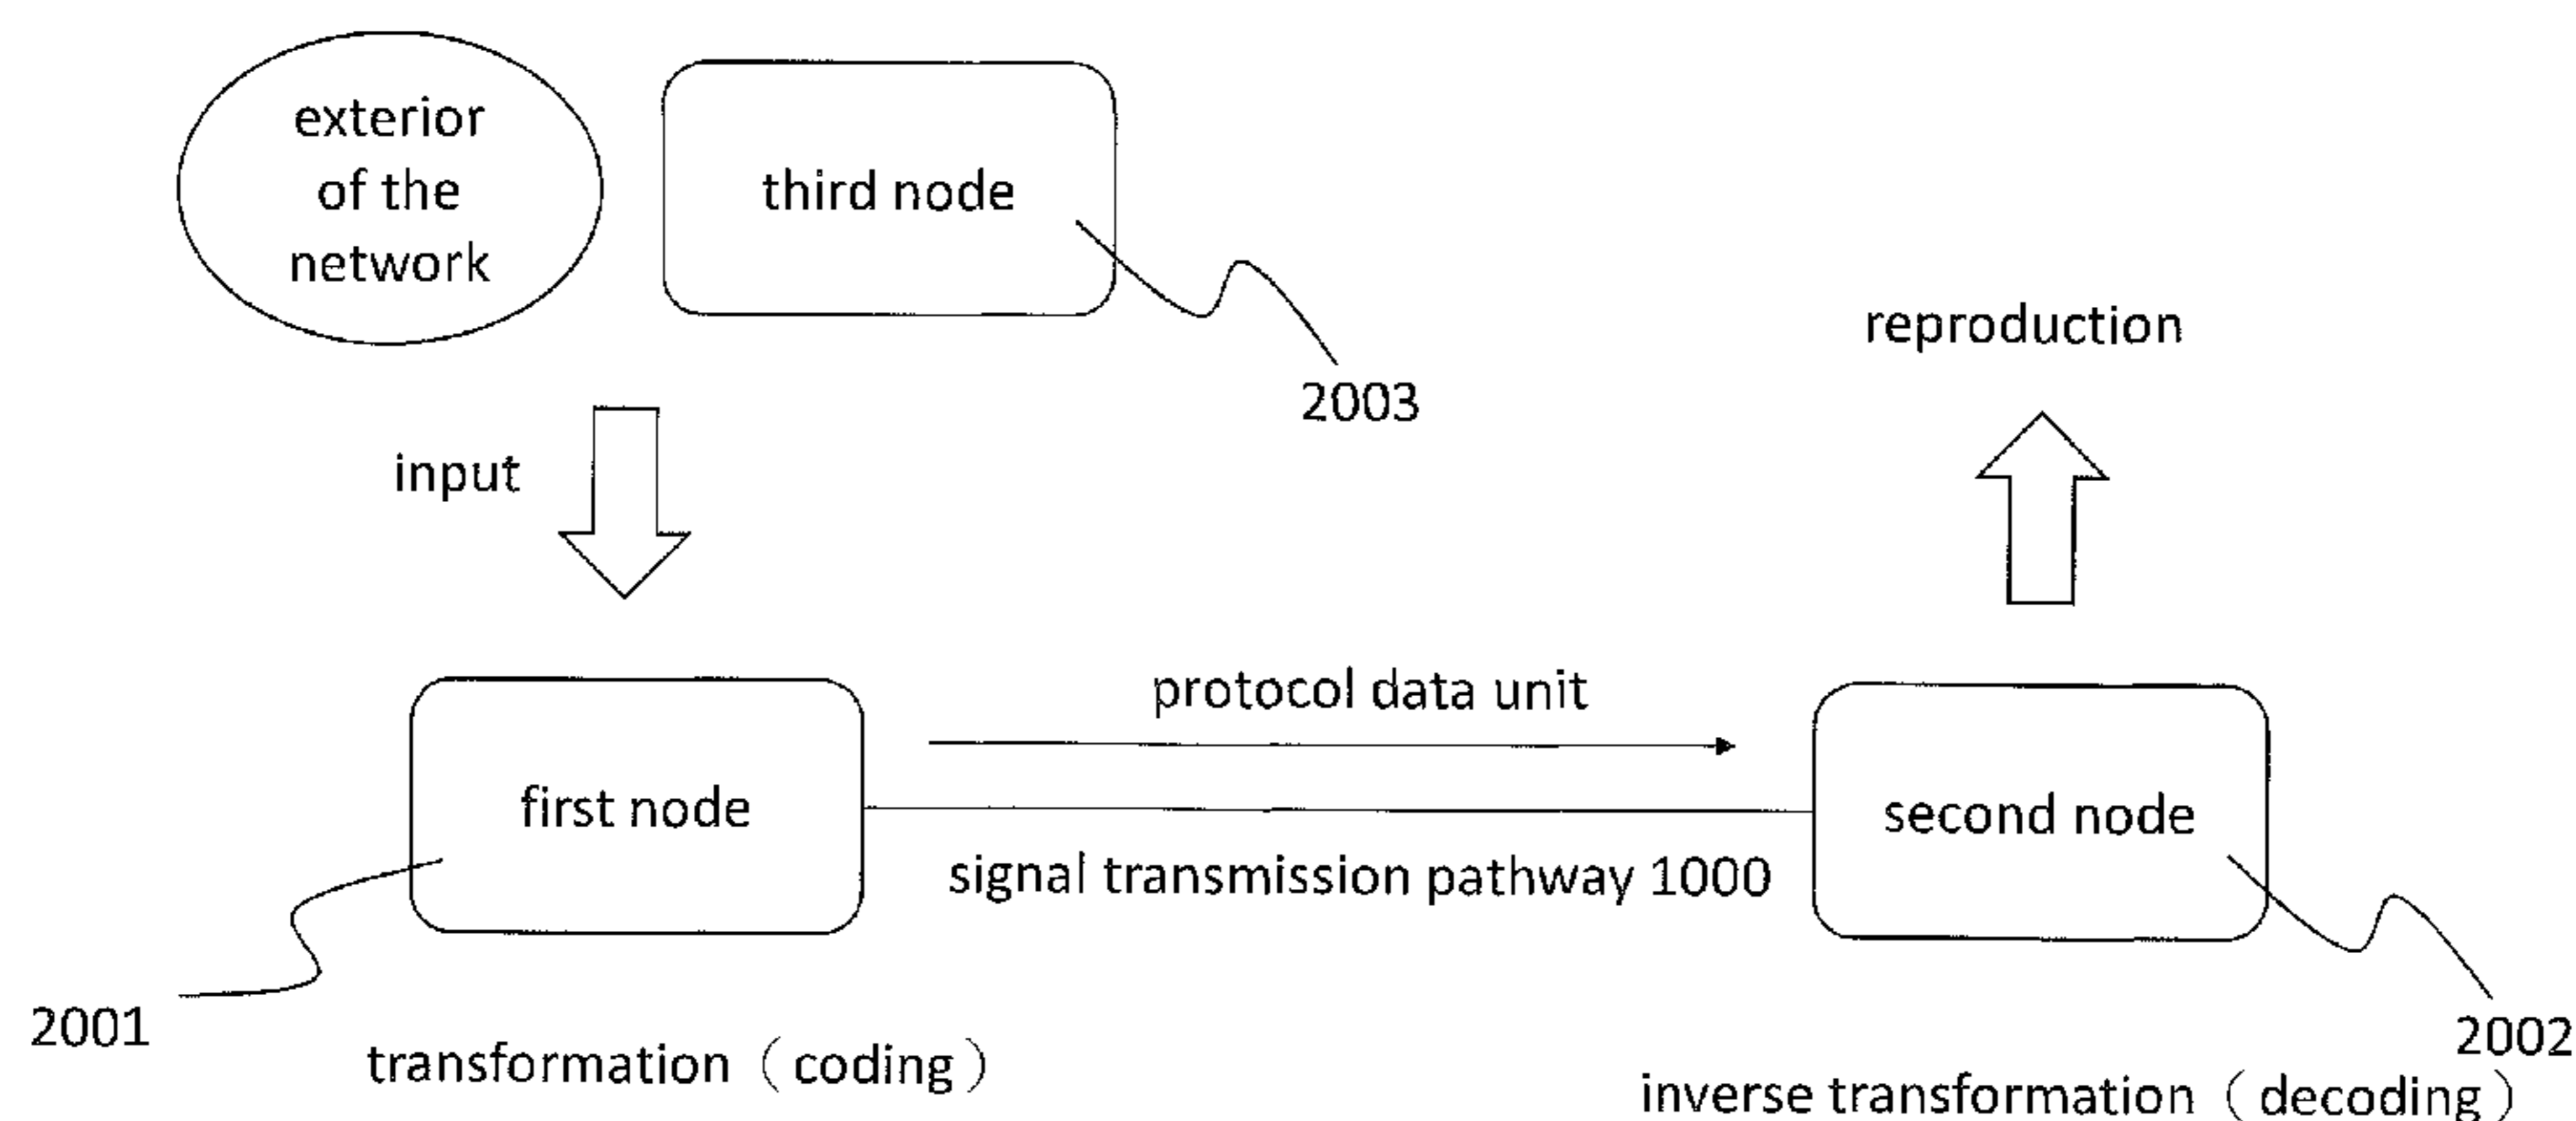 exterior
of the
network
third node
2003
reproduction
input
protocol data unit
first node
second node
signal transmission pathway 1000
2001
2002
transformation（coding）
inverse transformation（decoding）